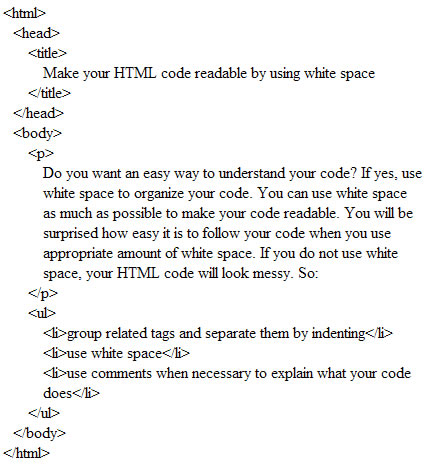 <html>
<head>
<title>
Make your HTML code readable by using white space
</title>
</head>
<body>
<p>
Do you want an easy way to understand your code? If yes, use
white space to organize your code. You can use white space
as much as possible to make your code readable. You will be
surprised how easy it is to follow your code when you use
appropriate amount of white space. If you do not use white
space, your HTML code will look messy. So:
</p>
<ul>
<li>group related tags and separate them by indenting</li>
<li>use white space</li>
<li>use comments when necessary to explain what your code
does</li>
</ul>
</body>
</html>